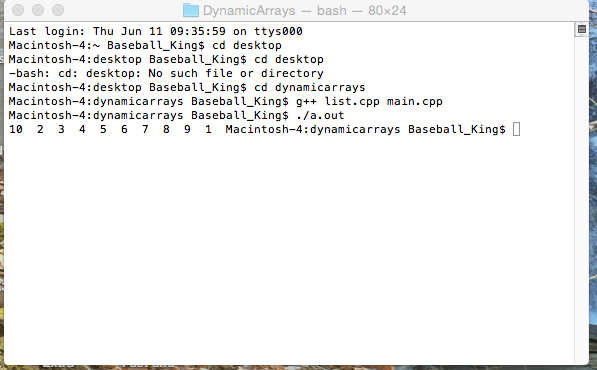 DynamicArrays — bash — 80×24
Last login: Thu Jun 11 09:35:59 on ttys000
Macintosh-4:~ Baseball_King$ cd desktop
Macintosh-4:desktop Baseball_King$ cd desktop
-bash: cd: desktop: No such file or directory
Macintosh-4:desktop Baseball_King$ cd dynamicarrays
Macintosh-4:dynamicarrays Baseball_King$ g++ list.cpp main.cpp
Macintosh-4:dynamicarrays Baseball_King$ ./a.out
10  2  3  4  5  6  7  8  9  1  Macintosh-4:dynamicarrays Baseball_King$